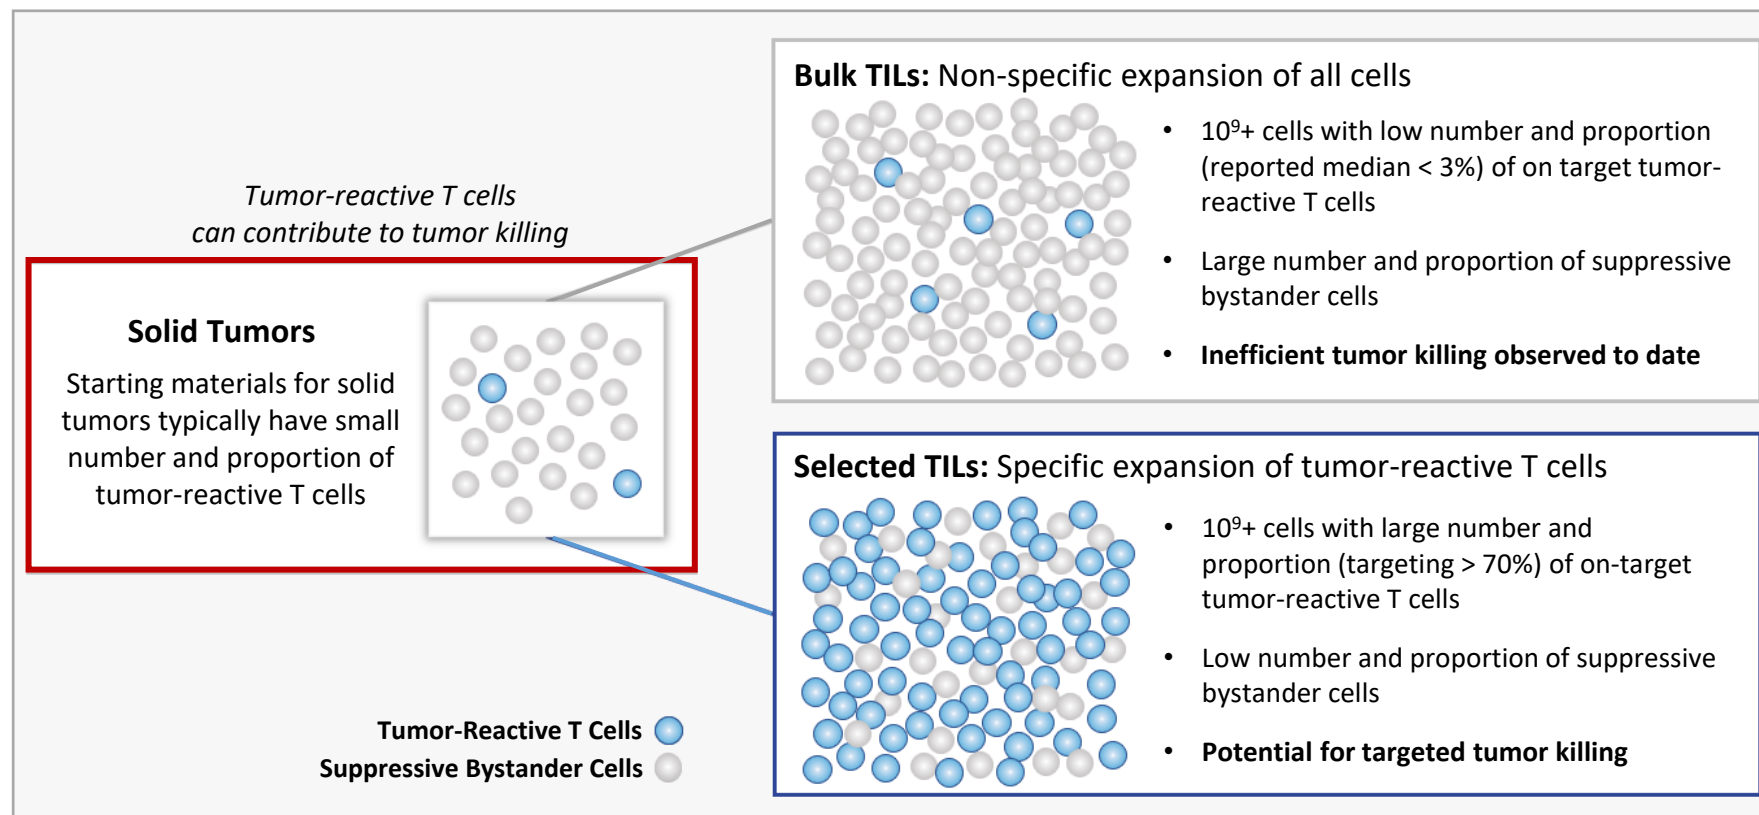 Tumor-reactive T cells
can contribute to tumor killing
Solid Tumors
Starting materials for solid
tumors typically have small
number and proportion of
tumor-reactive T cells
Tumor-Reactive T Cells
Suppressive Bystander Cells
Bulk TILs: Non-specific expansion of all cells
• 10⁹+ cells with low number and proportion
(reported median < 3%) of on target tumor-
reactive T cells
• Large number and proportion of suppressive
bystander cells
• Inefficient tumor killing observed to date
Selected TILs: Specific expansion of tumor-reactive T cells
• 10⁹+ cells with large number and
proportion (targeting > 70%) of on-target
tumor-reactive T cells
• Low number and proportion of suppressive
bystander cells
• Potential for targeted tumor killing